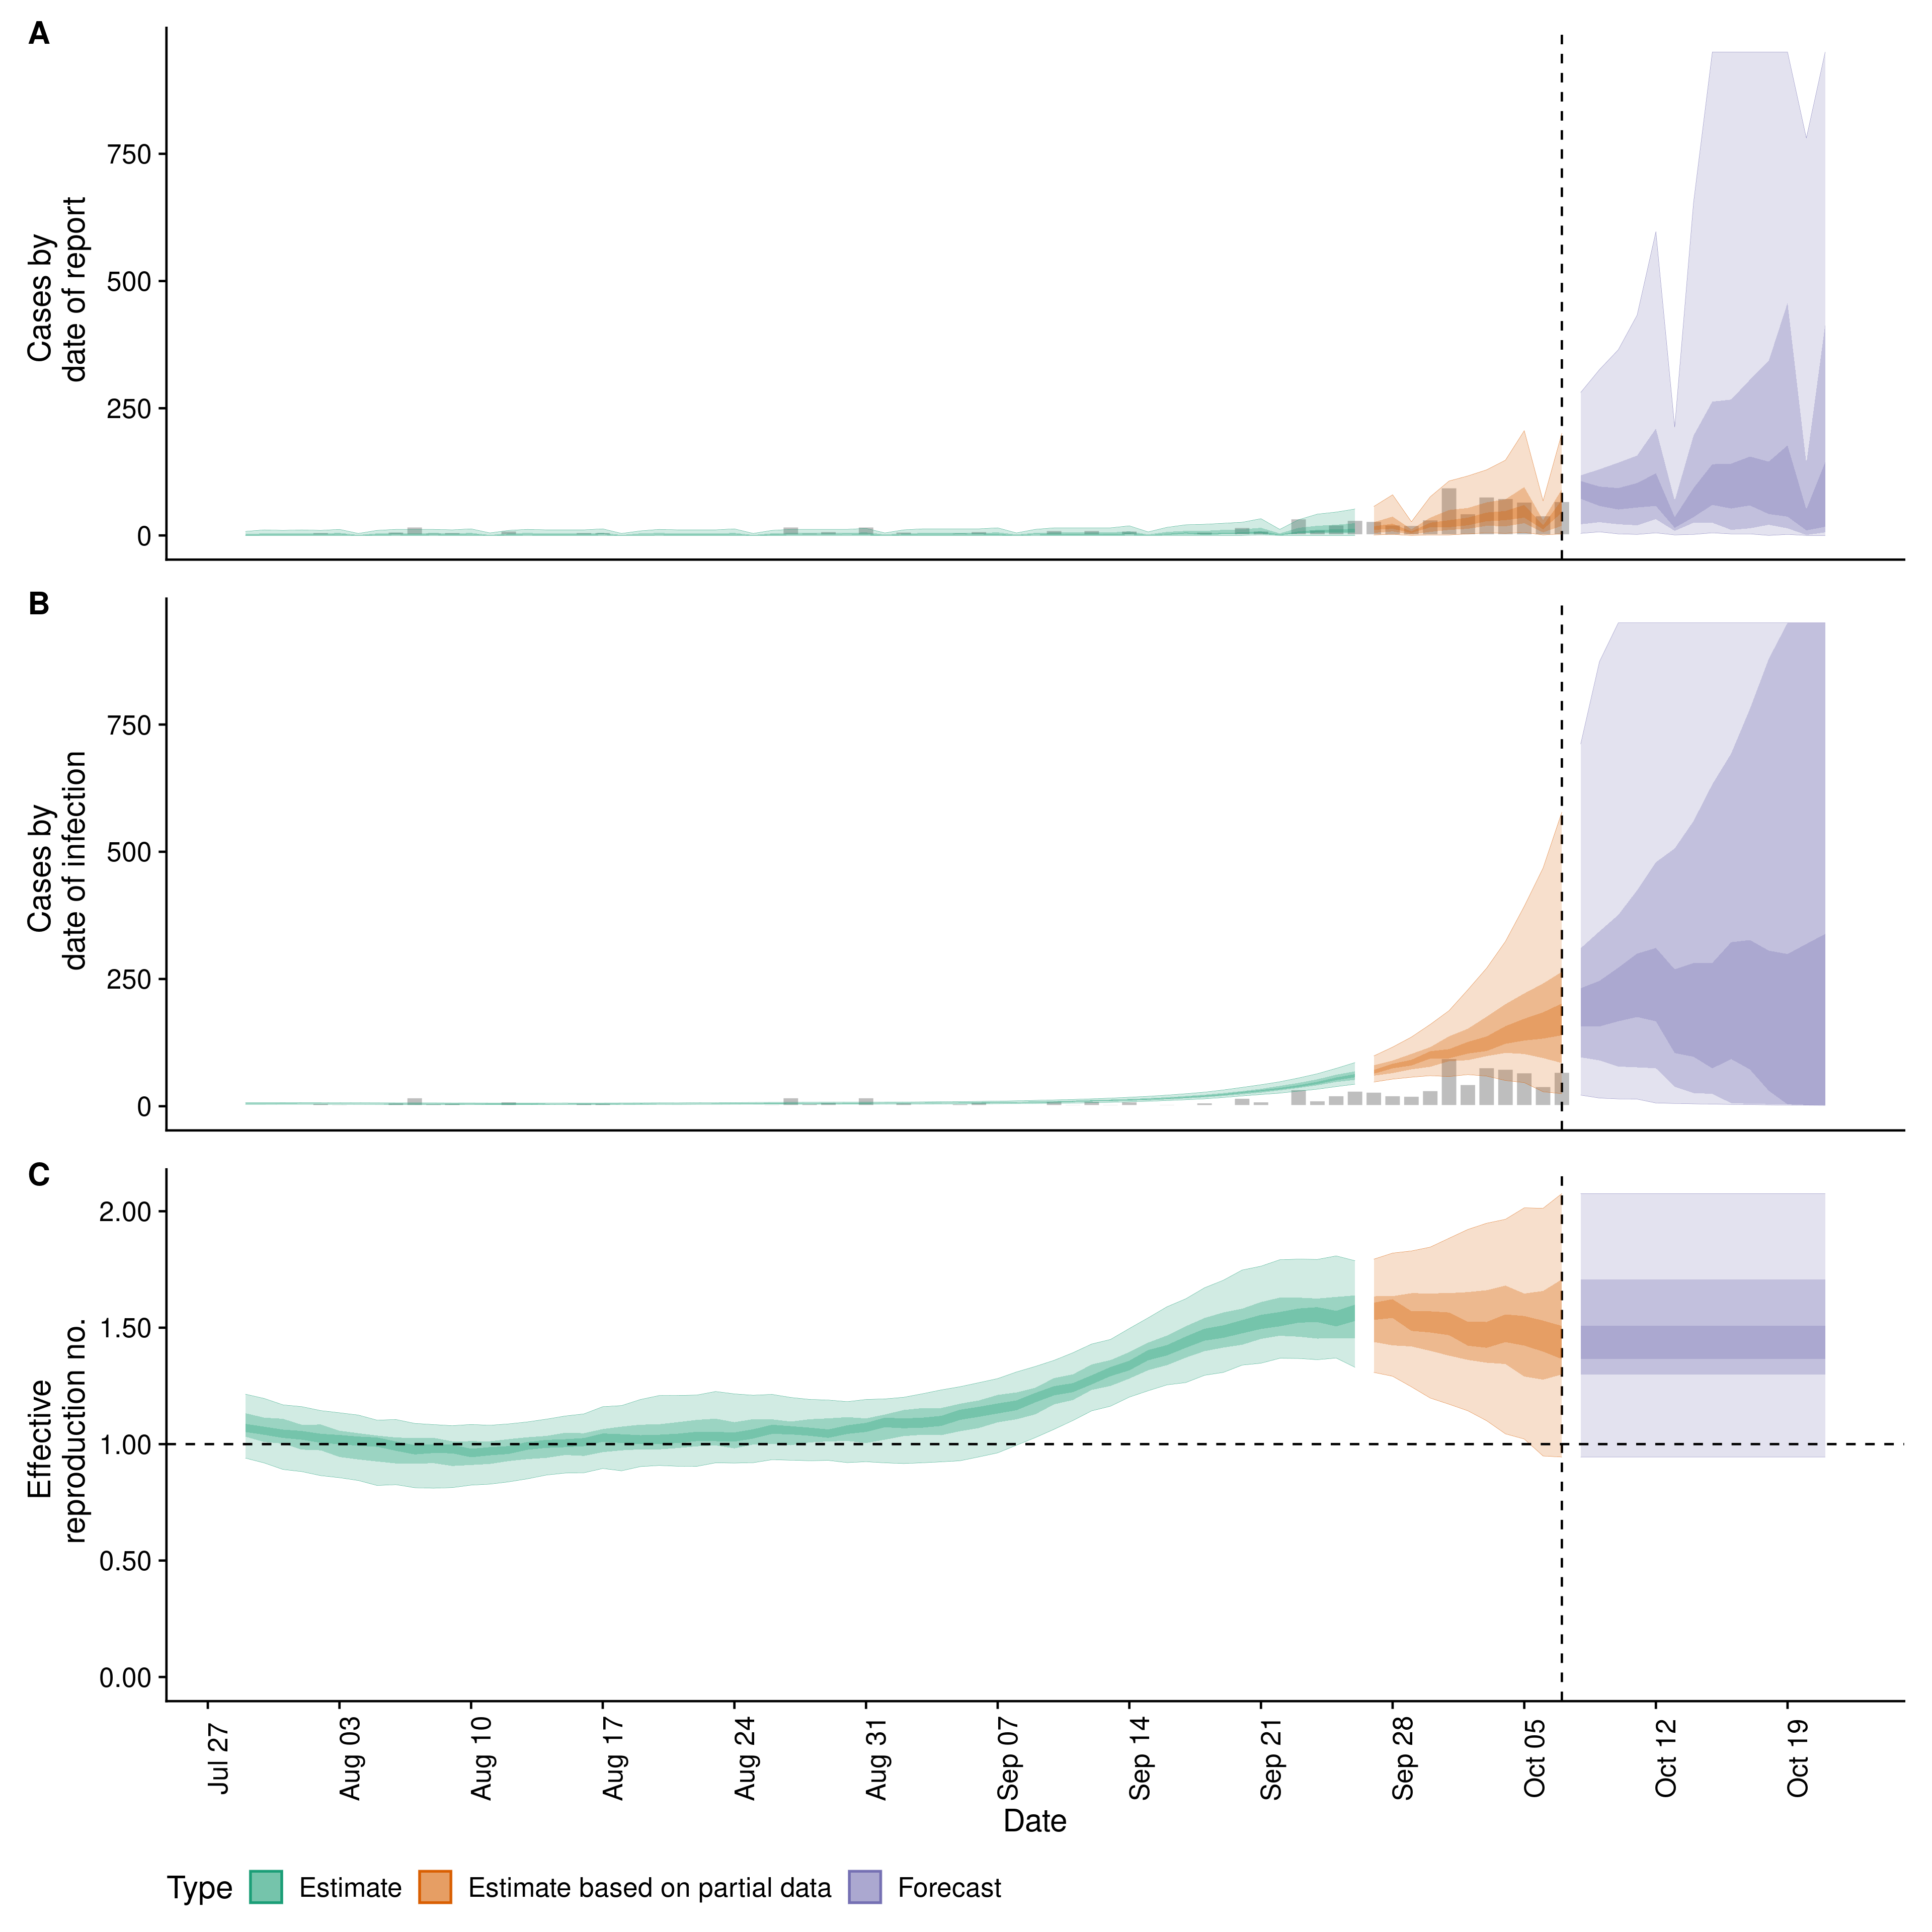 A
Cases by
date of report
750
500
250
0
B
Cases by
date of infection
750
500
250
0
C
Effective
reproduction no.
2.00
1.50
1.00
0.50
0.00
Jul 27
Aug 03
Aug 10
Aug 17
Aug 24
Aug 31
Sep 07
Sep 14
Sep 21
Sep 28
Oct 05
Oct 12
Oct 19
Date
Type Estimate Estimate based on partial data Forecast